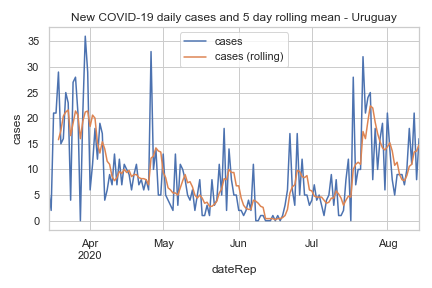 New COVID-19 daily cases and 5 day rolling mean - Uruguay
cases
cases (rolling)
35
30
25
20
15
10
5
0
cases
Apr
2020
May
Jun
Jul
Aug
dateRep